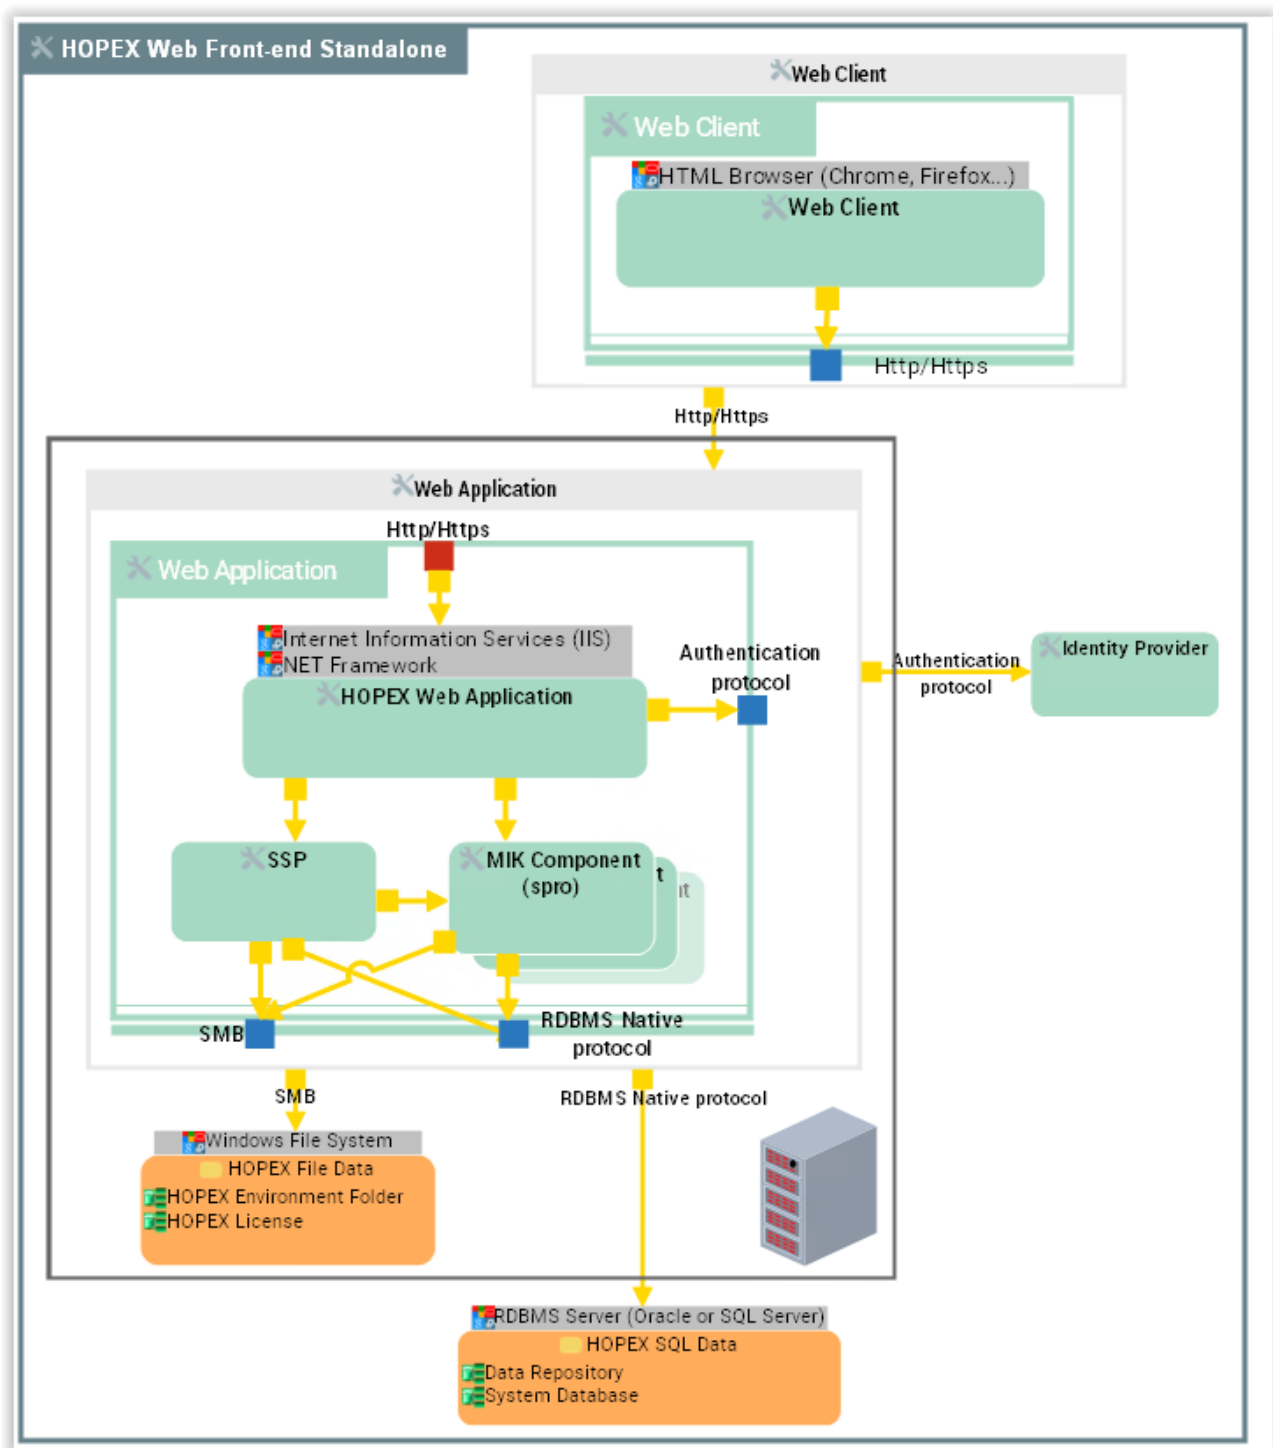 HOPEX Web Front-end Standalone
Web Client
Web Client
HTML Browser (Chrome, Firefox...)
Web Client
Http/Https
Http/Https
Web Application
Http/Https
Web Application
Internet Information Services (IIS)
NET Framework
HOPEX Web Application
Authentication
protocol
Authentication
protocol
Identity Provider
SSP
MIK Component
(spro)
t
nt
SMB
RDBMS Native
protocol
SMB
RDBMS Native protocol
Windows File System
HOPEX File Data
HOPEX Environment Folder
HOPEX License
RDBMS Server (Oracle or SQL Server)
HOPEX SQL Data
Data Repository
System Database